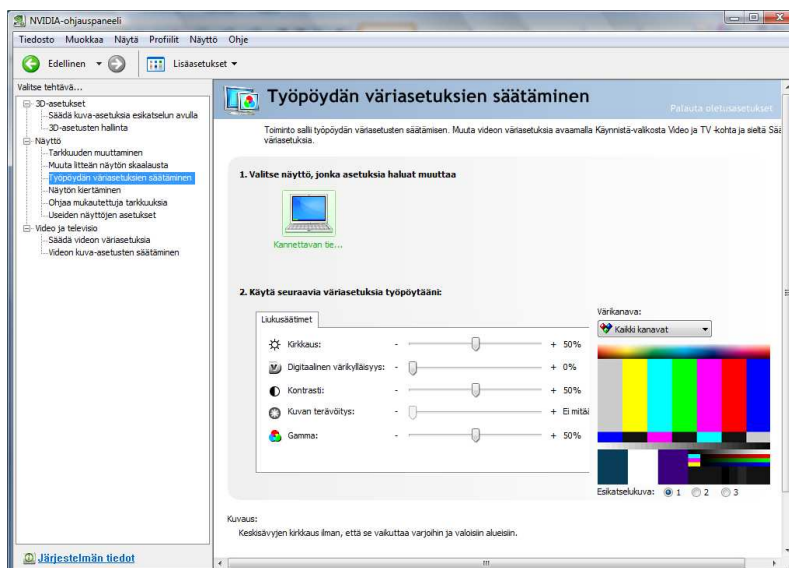 NVIDIA-ohjauspaneeli
Tiedosto Muokkaa Näytä Profiilit Näyttö Ohje
Edellinen Lisäasetukset
Valitse tehtävä...
3D-asetukset
Säädä kuva-asetuksia esikatselun avulla
3D-asetusten hallinta
Näyttö
Tarkkuuden muuttaminen
Muuta litteän näytön skaalausta
Työpöydän väriasetuksien säätäminen
Näytön kiertäminen
Ohjaa mukautettuja tarkkuuksia
Useiden näyttöjen asetukset
Video ja televisio
Säädä videon väriasetuksia
Videon kuva-asetusten säätäminen
Järjestelmän tiedot
Työpöydän väriasetuksien säätäminen
Palauta oletusasetukset
Toiminto salli työpöydän väriasetusten säätämisen. Muuta videon väriasetuksia avaamalla Käynnistä-valikosta Video ja TV -kohta ja sieltä Sää
väriasetuksia.
1. Valitse näyttö, jonka asetuksia haluat muuttaa
Kannettavan tie...
2. Käytä seuraavia väriasetuksia työpöytääni:
Liukusäätimet
Kirkkaus: - + 50%
Digitaalinen värikylläisyys: - + 0%
Kontrasti: - + 50%
Kuvan terävöitys: - + Ei mitää
Gamma: - + 50%
Värikanava:
Kaikki kanavat
Esikatselukuva: 1 2 3
Kuvaus:
Keskisävyjen kirkkaus ilman, että se vaikuttaa varjoihin ja valoisiin alueisiin.